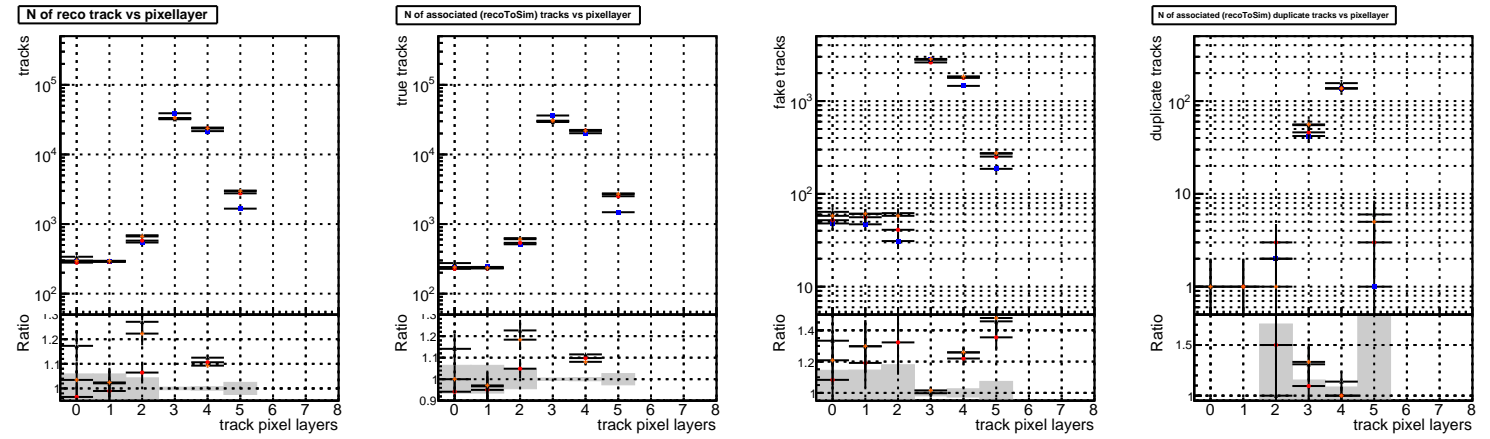 N of reco track vs pixellayer
tracks
10^5
10^4
10^3
10^2
Ratio
1.3
1.2
1.1
1
0 1 2 3 4 5 6 7 8
track pixel layers
N of associated (recoToSim) tracks vs pixellayer
true tracks
10^5
10^4
10^3
10^2
Ratio
1.3
1.2
1.1
1
0.9
0 1 2 3 4 5 6 7 8
track pixel layers
fake tracks
10^3
10^2
10
Ratio
1.4
1.2
1
0 1 2 3 4 5 6 7 8
track pixel layers
N of associated (recoToSim) duplicate tracks vs pixellayer
duplicate tracks
10^2
10
1
Ratio
1.5
1
0 1 2 3 4 5 6 7 8
track pixel layers